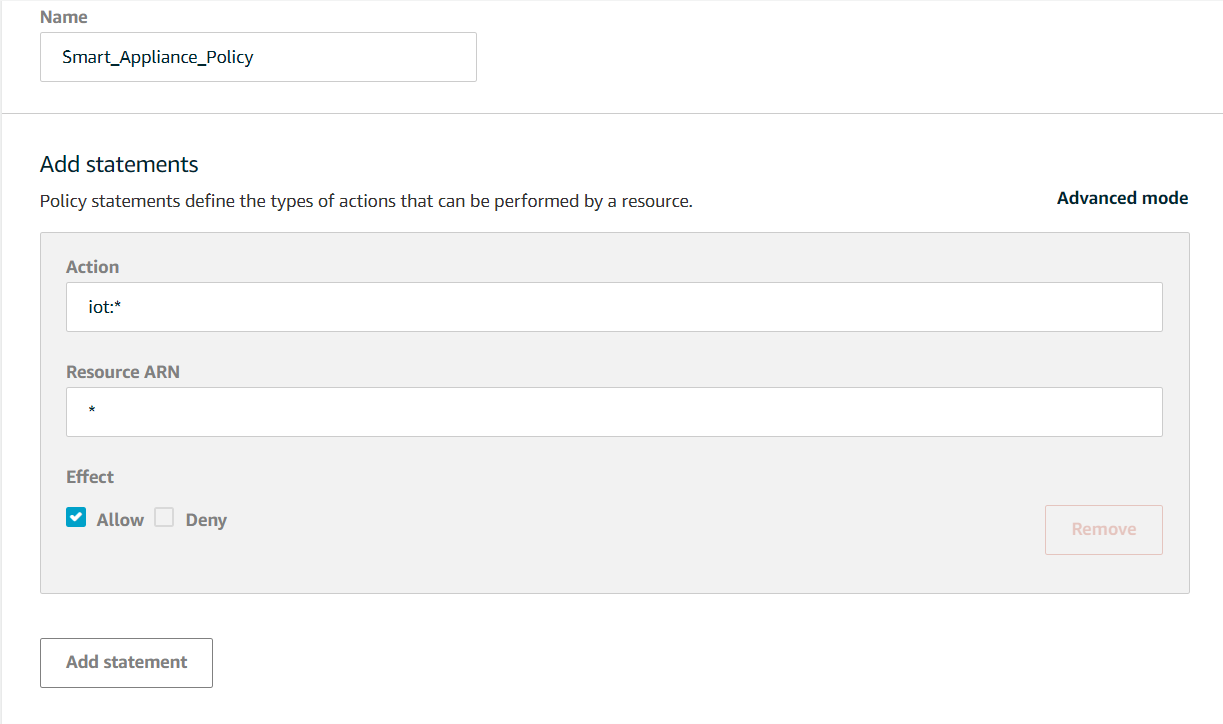 Name
Smart_Appliance_Policy
Add statements
Policy statements define the types of actions that can be performed by a resource.
Advanced mode
Action
iot:*
Resource ARN
*
Effect
Allow Deny
Remove
Add statement